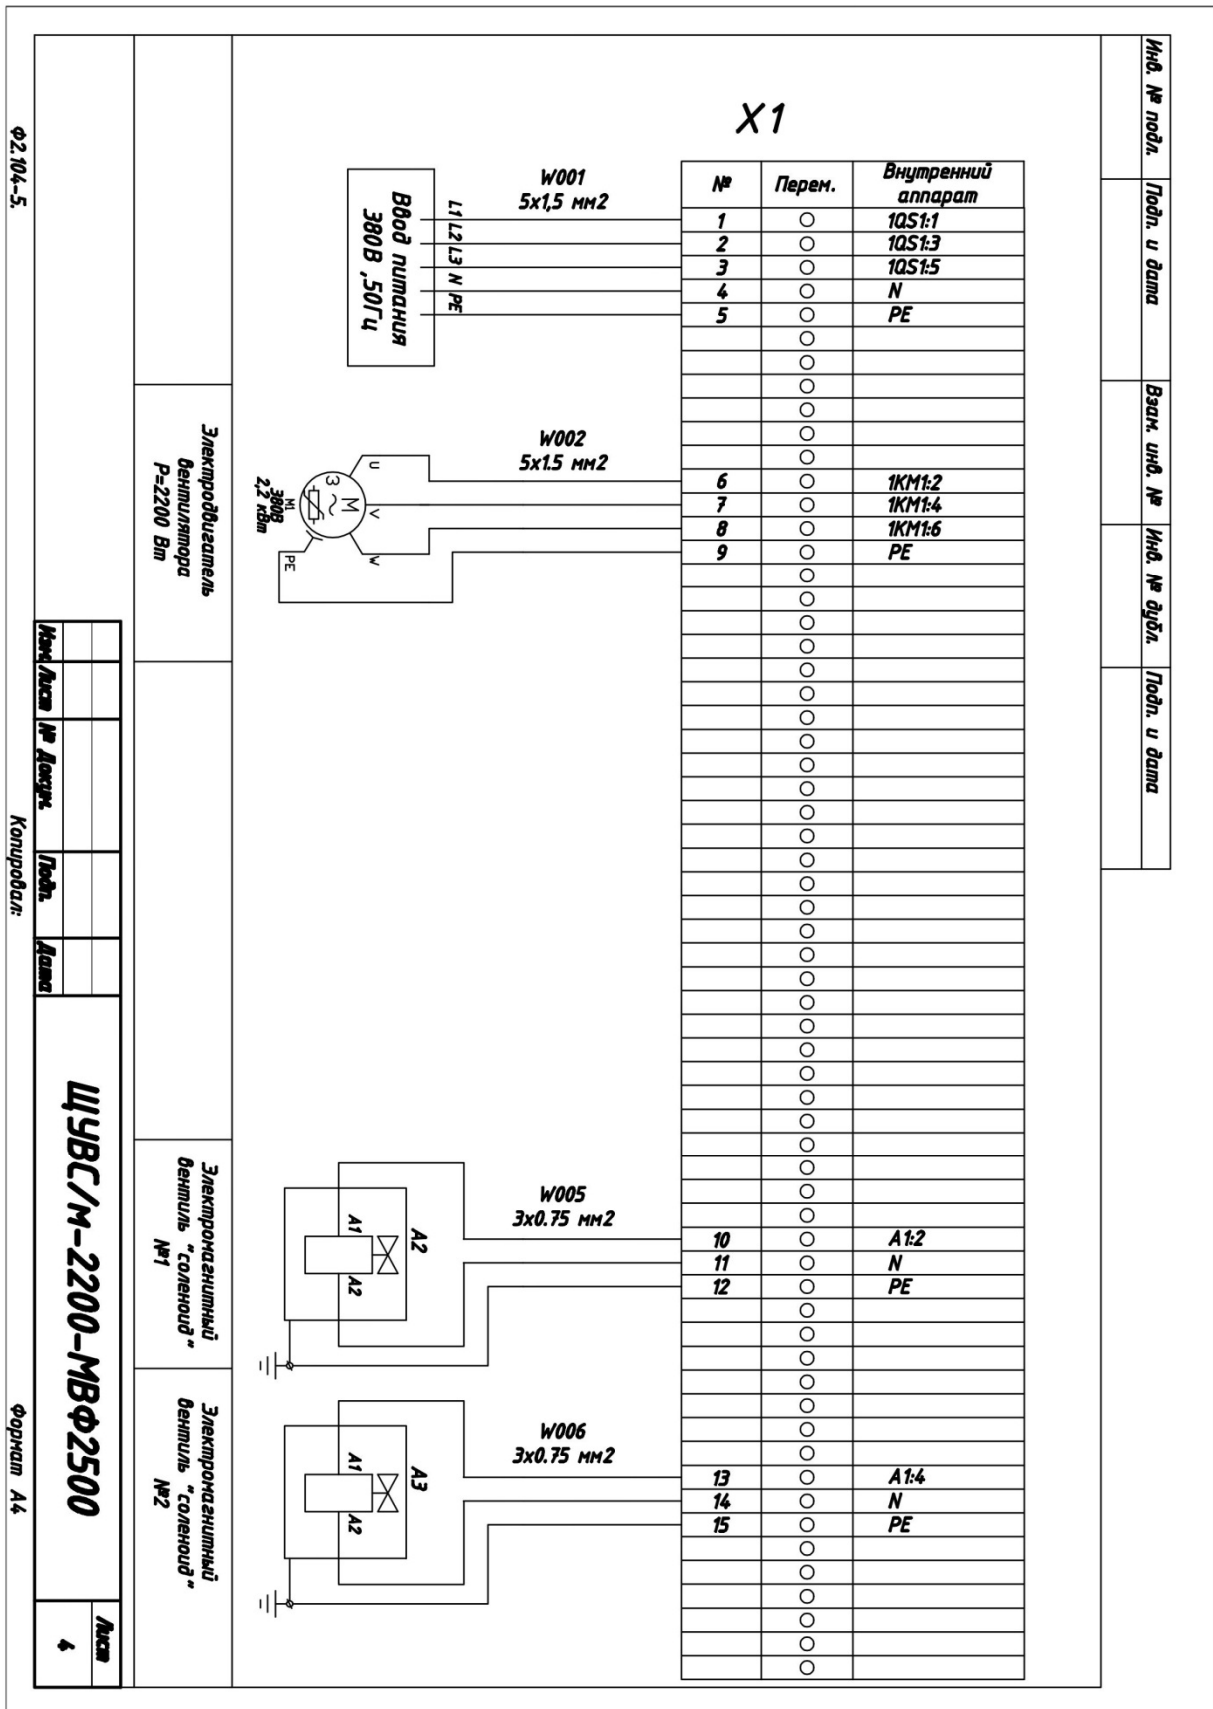 X1
№ Перем. Внутренний
аппарат
1 1QS1:1
2 1QS1:3
3 1QS1:5
4 N
5 PE
6 1KM1:2
7 1KM1:4
8 1KM1:6
9 PE
10 A1:2
11 N
12 PE
13 A1:4
14 N
15 PE
W001
5x1,5 мм2
Ввод питания
380В ,50Гц
L1 L2 L3 N PE
W002
5x1.5 мм2
U V W PE
M
3 ~
M1
380В
2,2 кВт
W005
3x0.75 мм2
A2
A1 A2
W006
3x0.75 мм2
A3
A1 A2
Электродвигатель
вентилятора
P=2200 Вт
Электромагнитный
вентиль "соленоид"
№1
Электромагнитный
вентиль "соленоид"
№2
Инв. № подл.
Подп. и дата
Взам. инв. №
Инв. № дубл.
Подп. и дата
Изм. Лист № Докум. Подп. Дата
ЩУВС/м-2200-МВФ2500
Лист
4
Ф2.104-5.
Копировал:
Формат А4